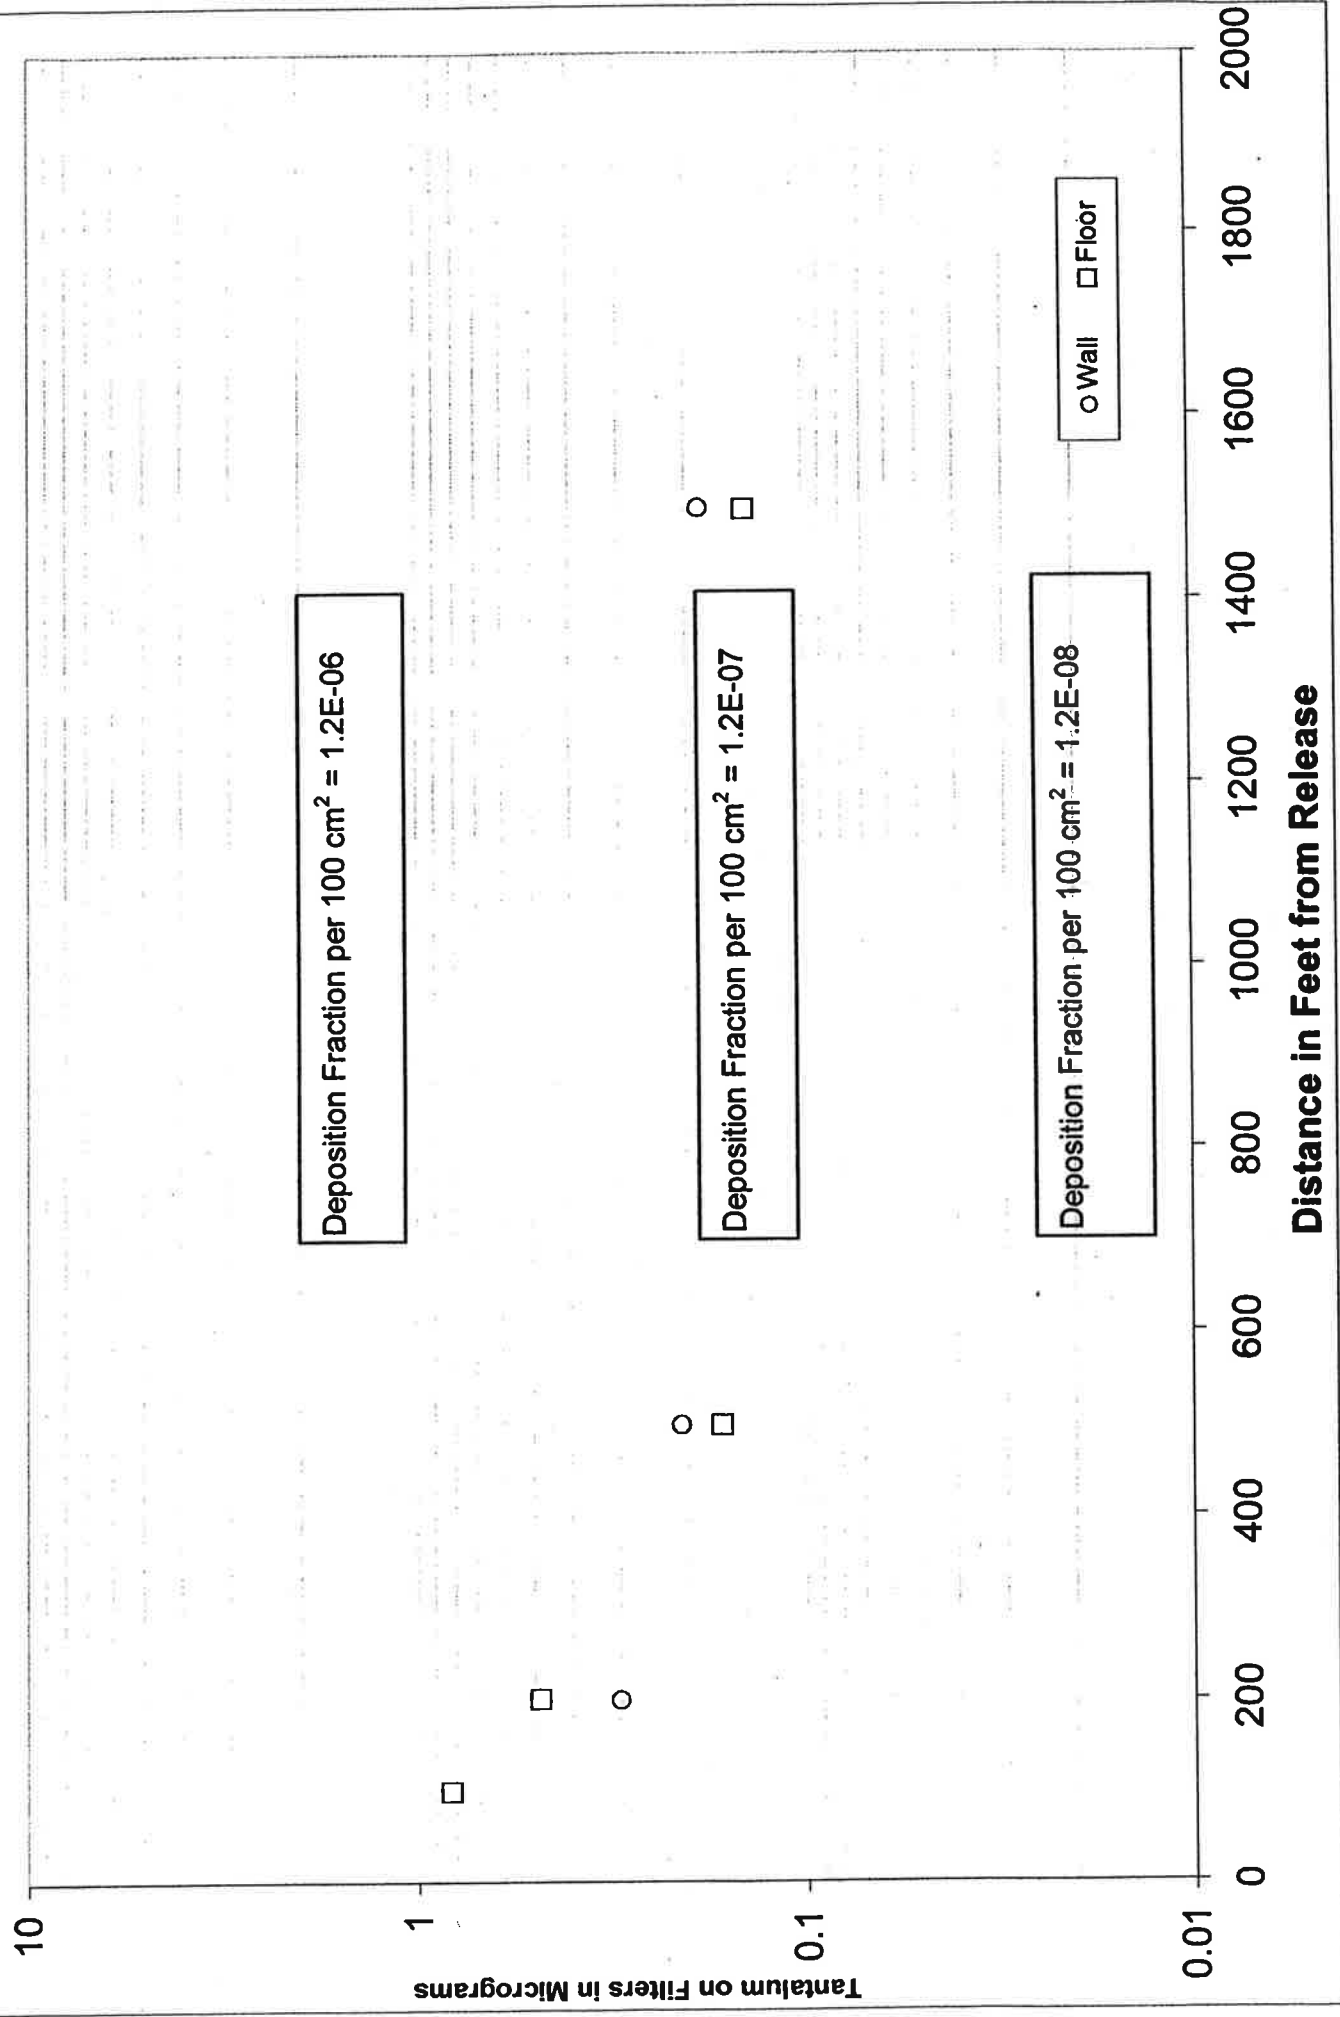 10
1
0.1
0.01
Tantalum on Filters in Micrograms
Deposition Fraction per 100 cm² = 1.2E-06
Deposition Fraction per 100 cm² = 1.2E-07
Deposition Fraction per 100 cm² = 1.2E-08
Wall Floor
0 200 400 600 800 1000 1200 1400 1600 1800 2000
Distance in Feet from Release